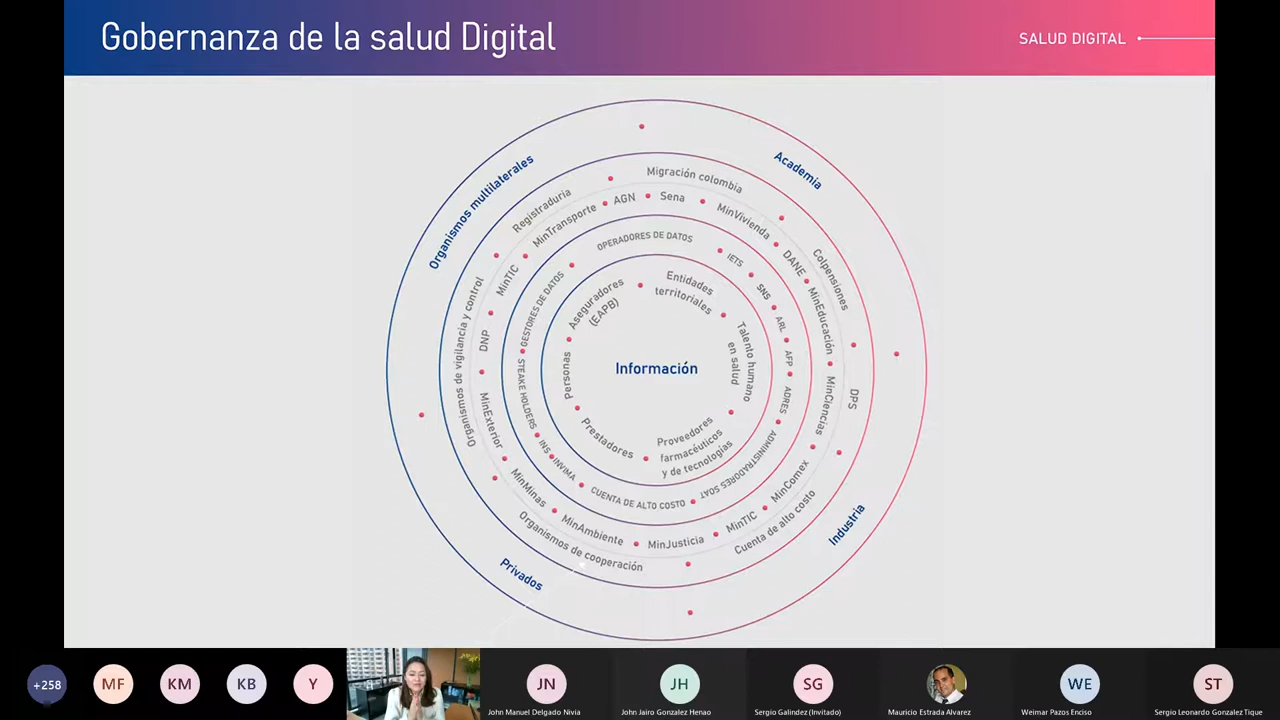 Gobernanza de la salud Digital
SALUD DIGITAL
Organismos multilaterales
Academia
Industria
Privados
Migración colombia
Colpensiones
DPS
Cuenta de alto costo
Organismos de cooperación
Organismos de vigilancia y control
Registraduria
AGN
Sena
MinVivienda
DANE
MinEducación
MinCiencias
MinComex
MinTIC
MinJusticia
MinAmbiente
MinMinas
MinExterior
DNP
MinTIC
MinTransporte
OPERADORES DE DATOS
IETS
SNS
ARL
AFP
ADRES
ADMINISTRADORES SOAT
CUENTA DE ALTO COSTO
INVIMA
INS
STEAKE HOLDERS
GESTORES DE DATOS
Aseguradores
(EAPB)
Entidades
territoriales
Talento humano
en salud
Proveedores
farmacéuticos
y de tecnologías
Prestadores
Personas
Información
+258
MF
KM
KB
Y
JN
John Manuel Delgado Nivia
JH
John Jairo Gonzalez Henao
SG
Sergio Galindez (Invitado)
Mauricio Estrada Alvarez
WE
Weimar Pazos Enciso
ST
Sergio Leonardo Gonzalez Tique